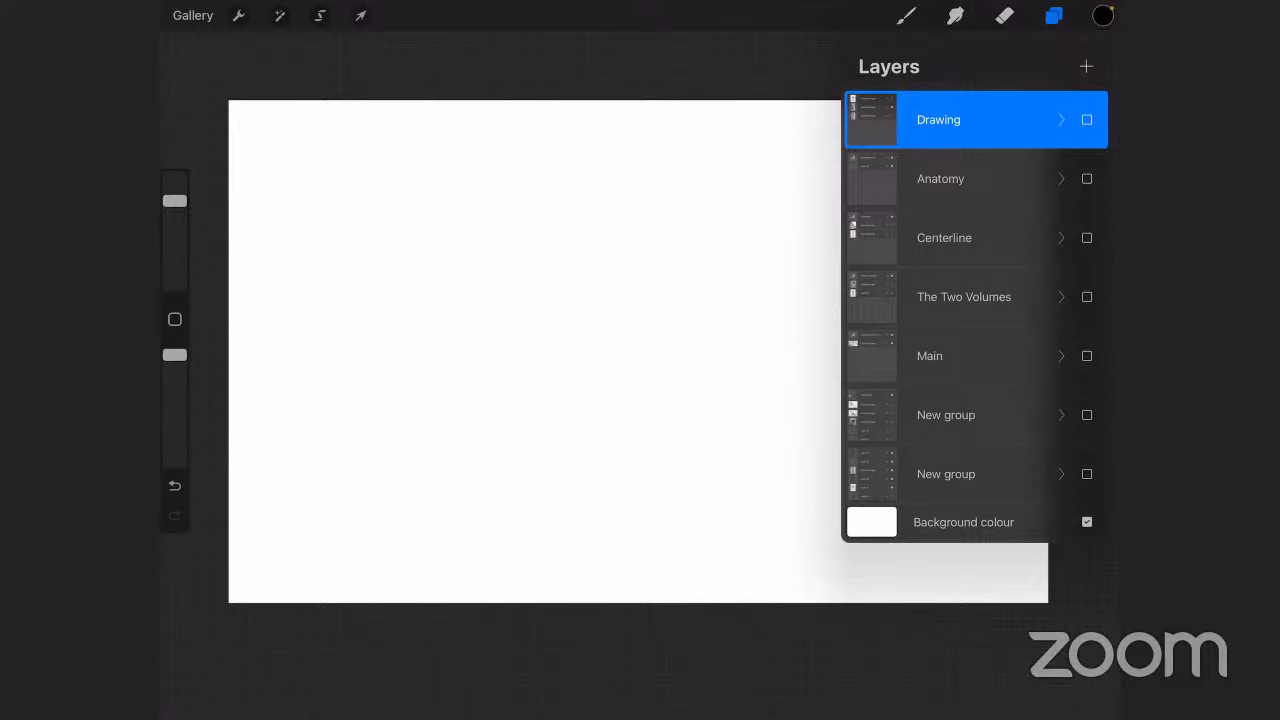 Gallery
Layers
Drawing
Anatomy
Centerline
The Two Volumes
Main
New group
New group
Background colour
zoom